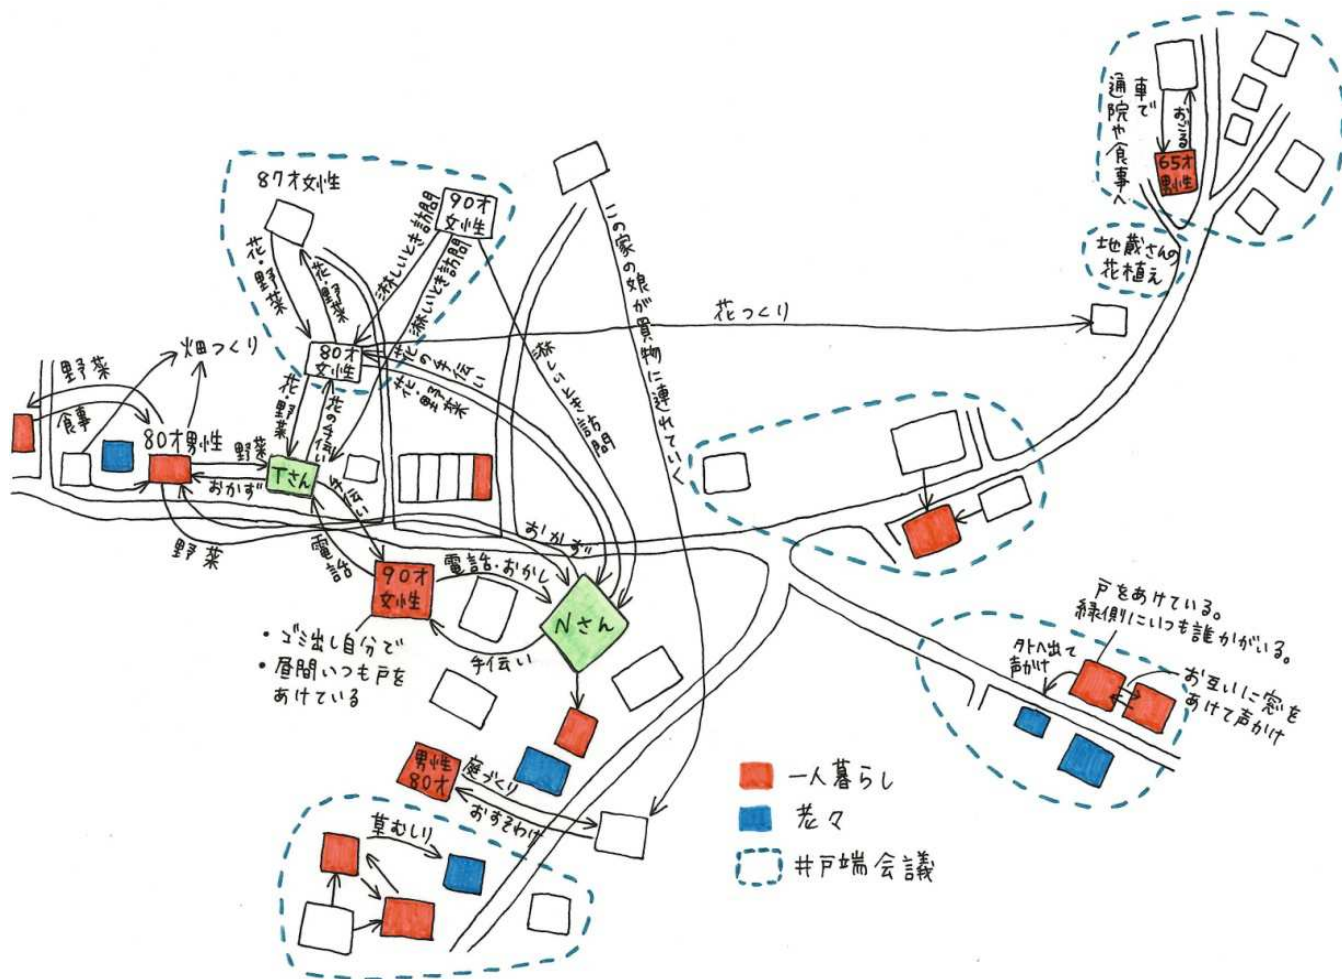 車で
通院や食事へ
おごる
65才
男性
地蔵さんの
花植え
87才女性
90才
女性
淋しいとき訪問
淋しいとき訪問
淋しいとき訪問
この家の娘が買物に連れていく
花・野菜
花・野菜
花つくり
80才
女性
花の手伝い
花・野菜
花・野菜
花の手伝い
畑つくり
野菜
食事
80才男性
野菜
おかず
Tさん
手伝い
電話
野菜
おかず
90才
女性
電話・おかし
Nさん
手伝い
・ゴミ出し自分で
・昼間いつも戸を
あけている
戸をあけている。
縁側にいつも誰かがいる。
外へ出て
声がけ
お互いに窓を
あけて声かけ
男性
80才
庭づくり
おすそわけ
草むしり
一人暮らし
老々
井戸端会議